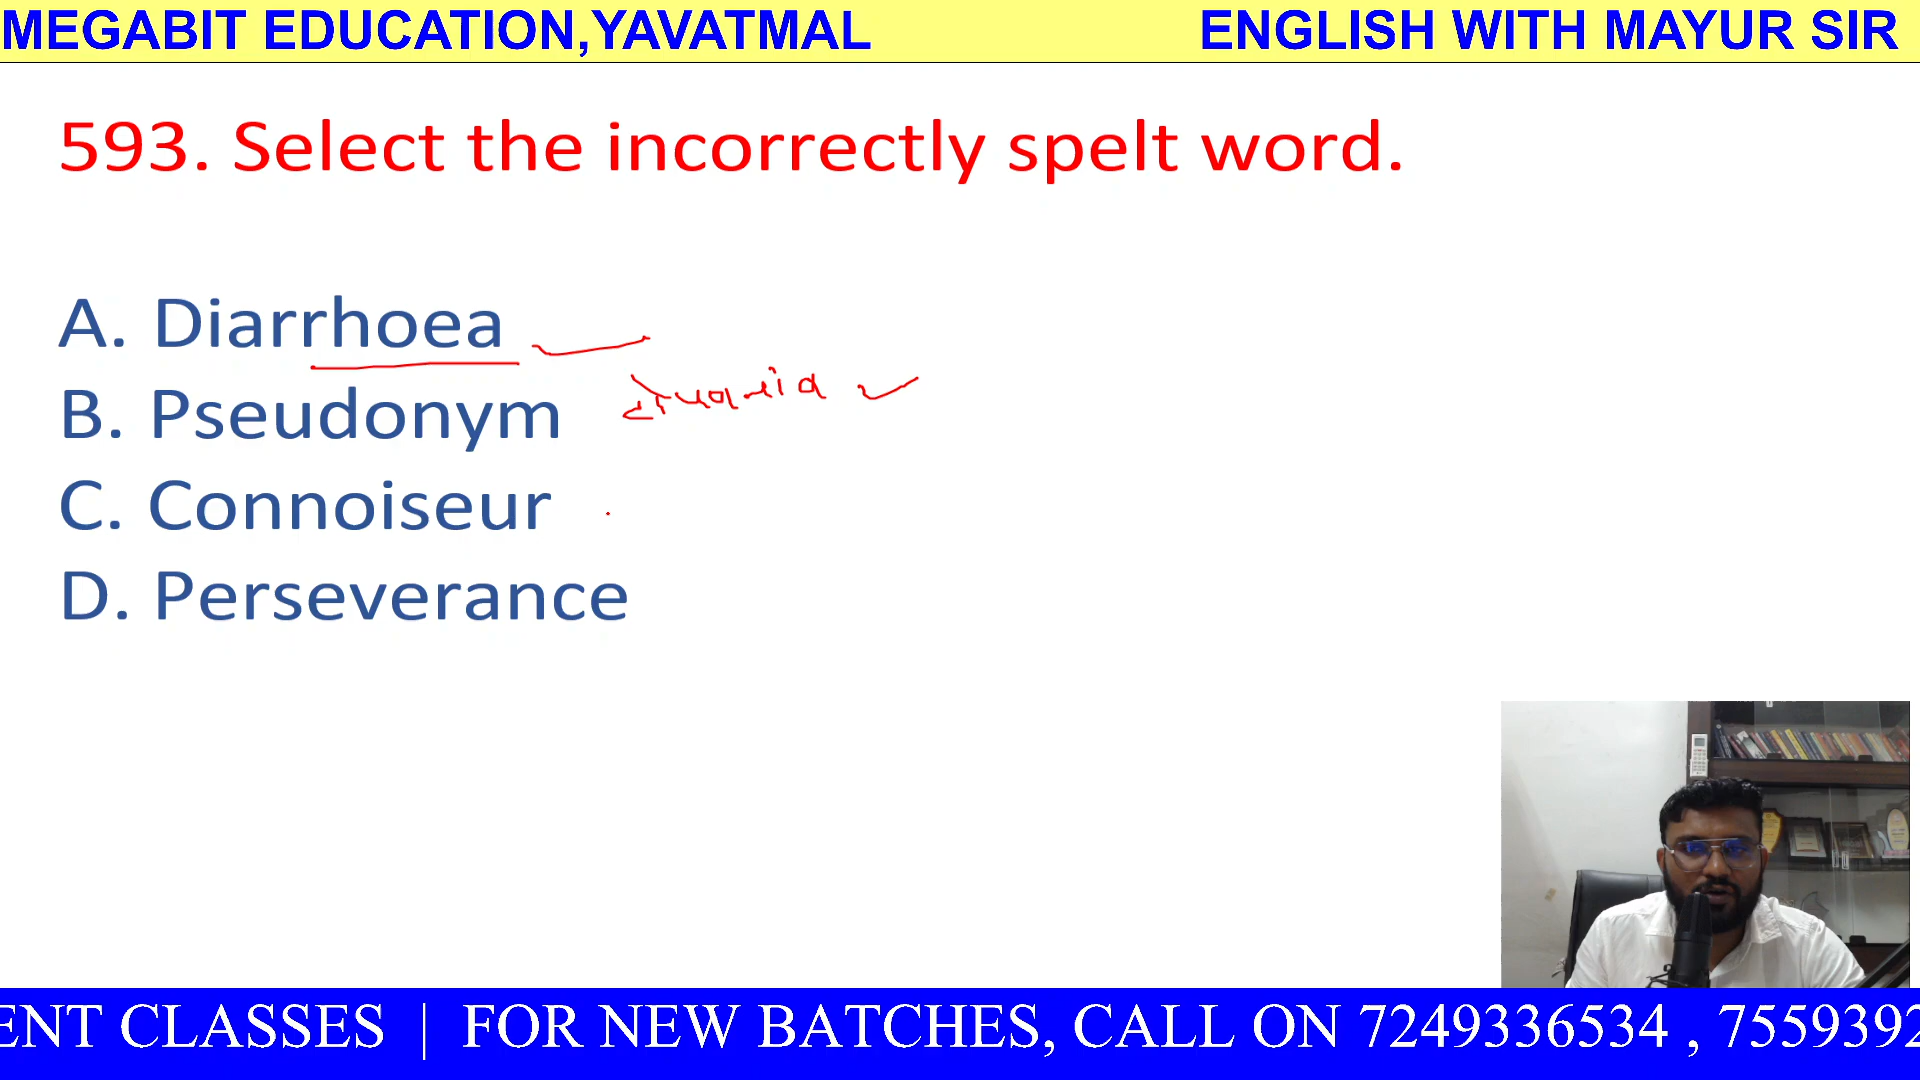 MEGABIT EDUCATION,YAVATMAL ENGLISH WITH MAYUR SIR
593. Select the incorrectly spelt word.
A. Diarrhoea
B. Pseudonym
C. Connoiseur
D. Perseverance
ENT CLASSES | FOR NEW BATCHES, CALL ON 7249336534 , 7559392